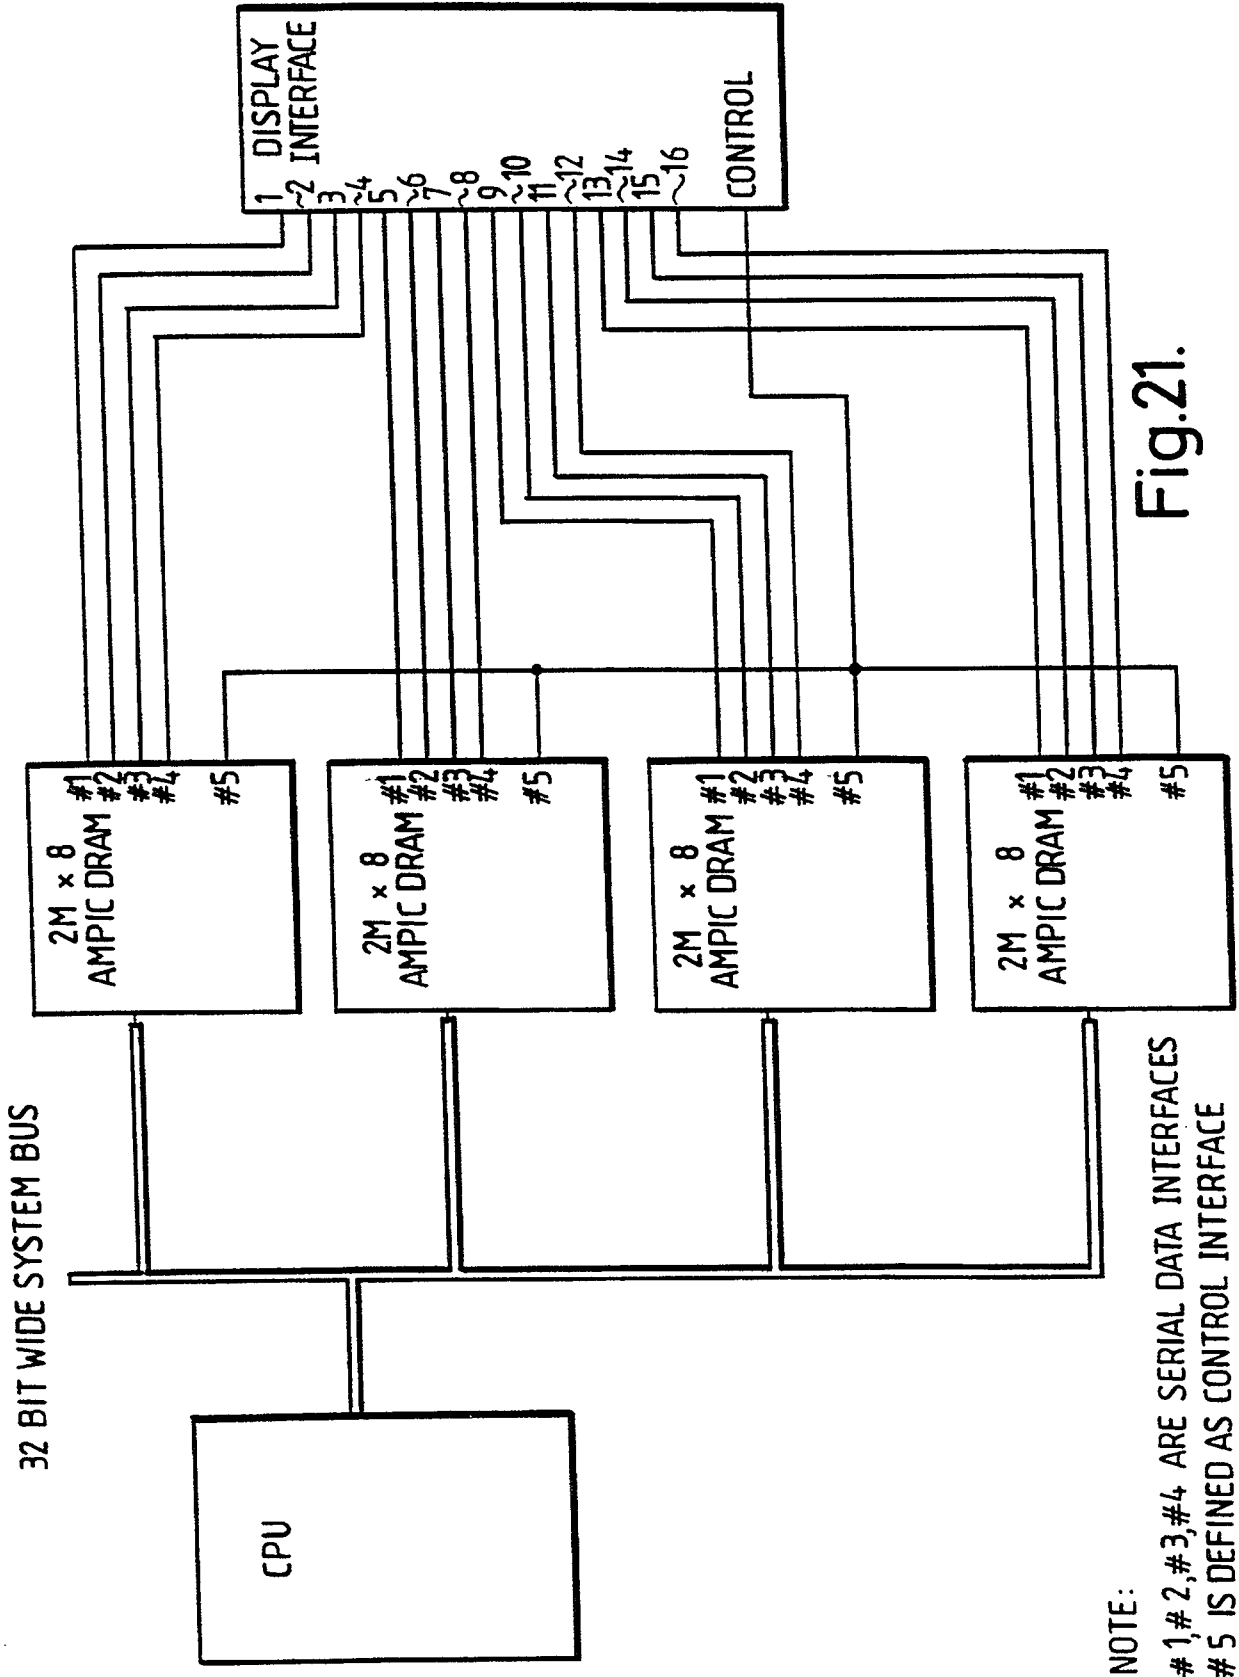 32 BIT WIDE SYSTEM BUS
CPU
2M × 8
AMPIC DRAM
#1
#2
#3
#4
#5
2M × 8
AMPIC DRAM
#1
#2
#3
#4
#5
2M × 8
AMPIC DRAM
#1
#2
#3
#4
#5
2M × 8
AMPIC DRAM
#1
#2
#3
#4
#5
DISPLAY
INTERFACE
1
~2
3
~4
5
~6
7
~8
9
~10
11
~12
13
~14
15
~16
CONTROL
NOTE:
#1,#2,#3,#4 ARE SERIAL DATA INTERFACES
#5 IS DEFINED AS CONTROL INTERFACE
Fig.21.